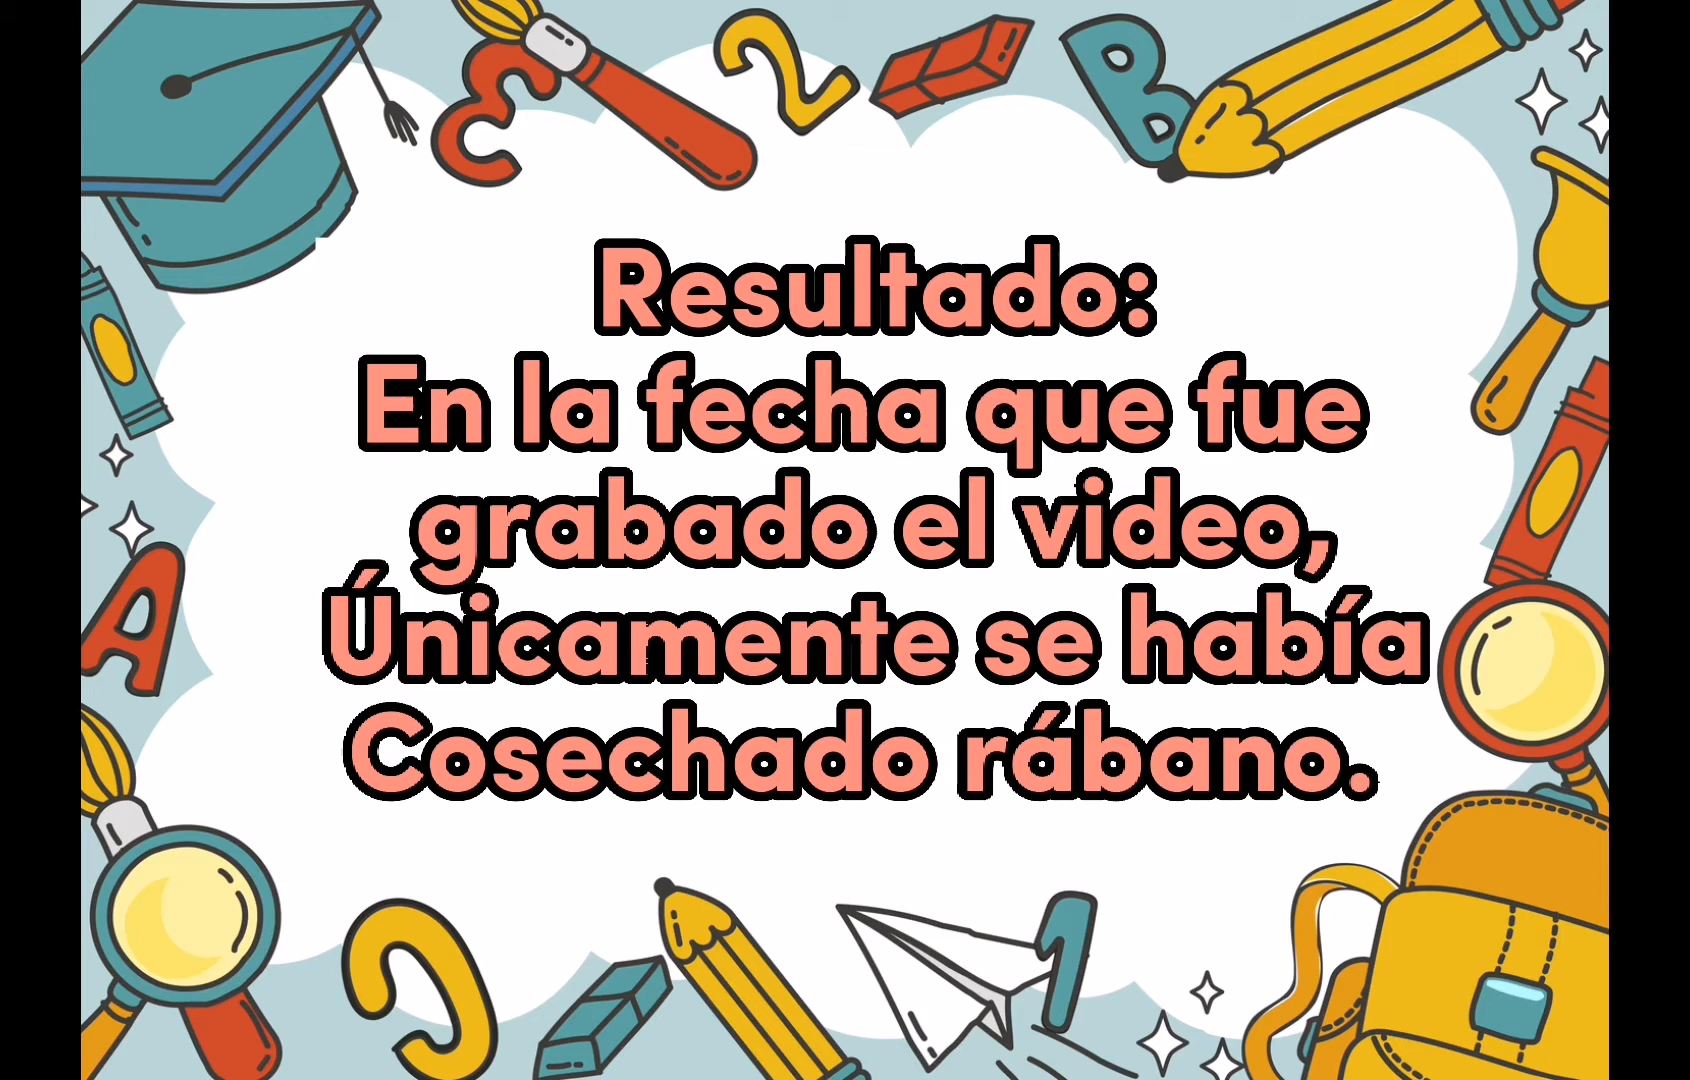 Resultado:
En la fecha que fue
grabado el video,
Únicamente se había
Cosechado rábano.